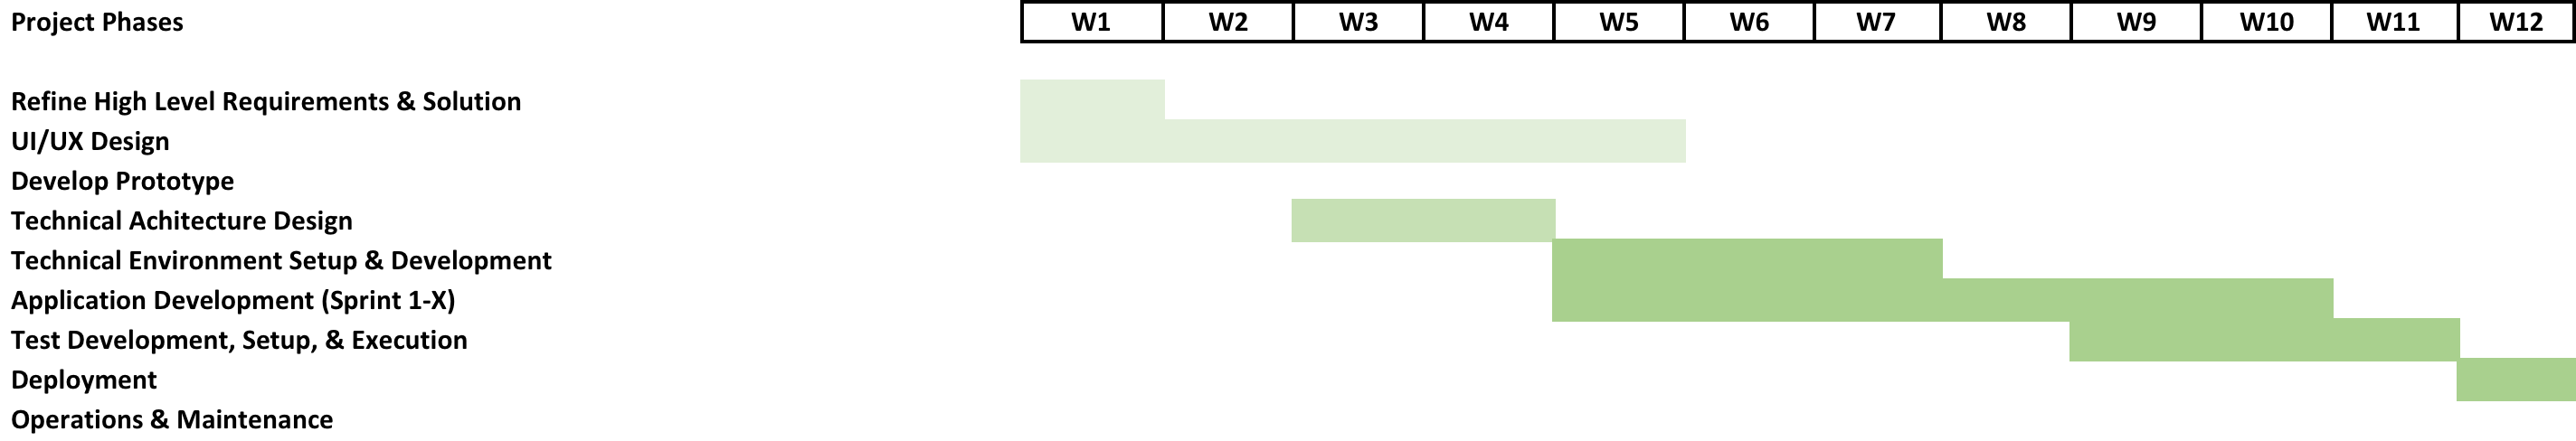 Project Phases W1 W2 W3 W4 W5 W6 W7 W8 W9 W10 W11 W12
Refine High Level Requirements & Solution
UI/UX Design
Develop Prototype
Technical Achitecture Design
Technical Environment Setup & Development
Application Development (Sprint 1-X)
Test Development, Setup, & Execution
Deployment
Operations & Maintenance